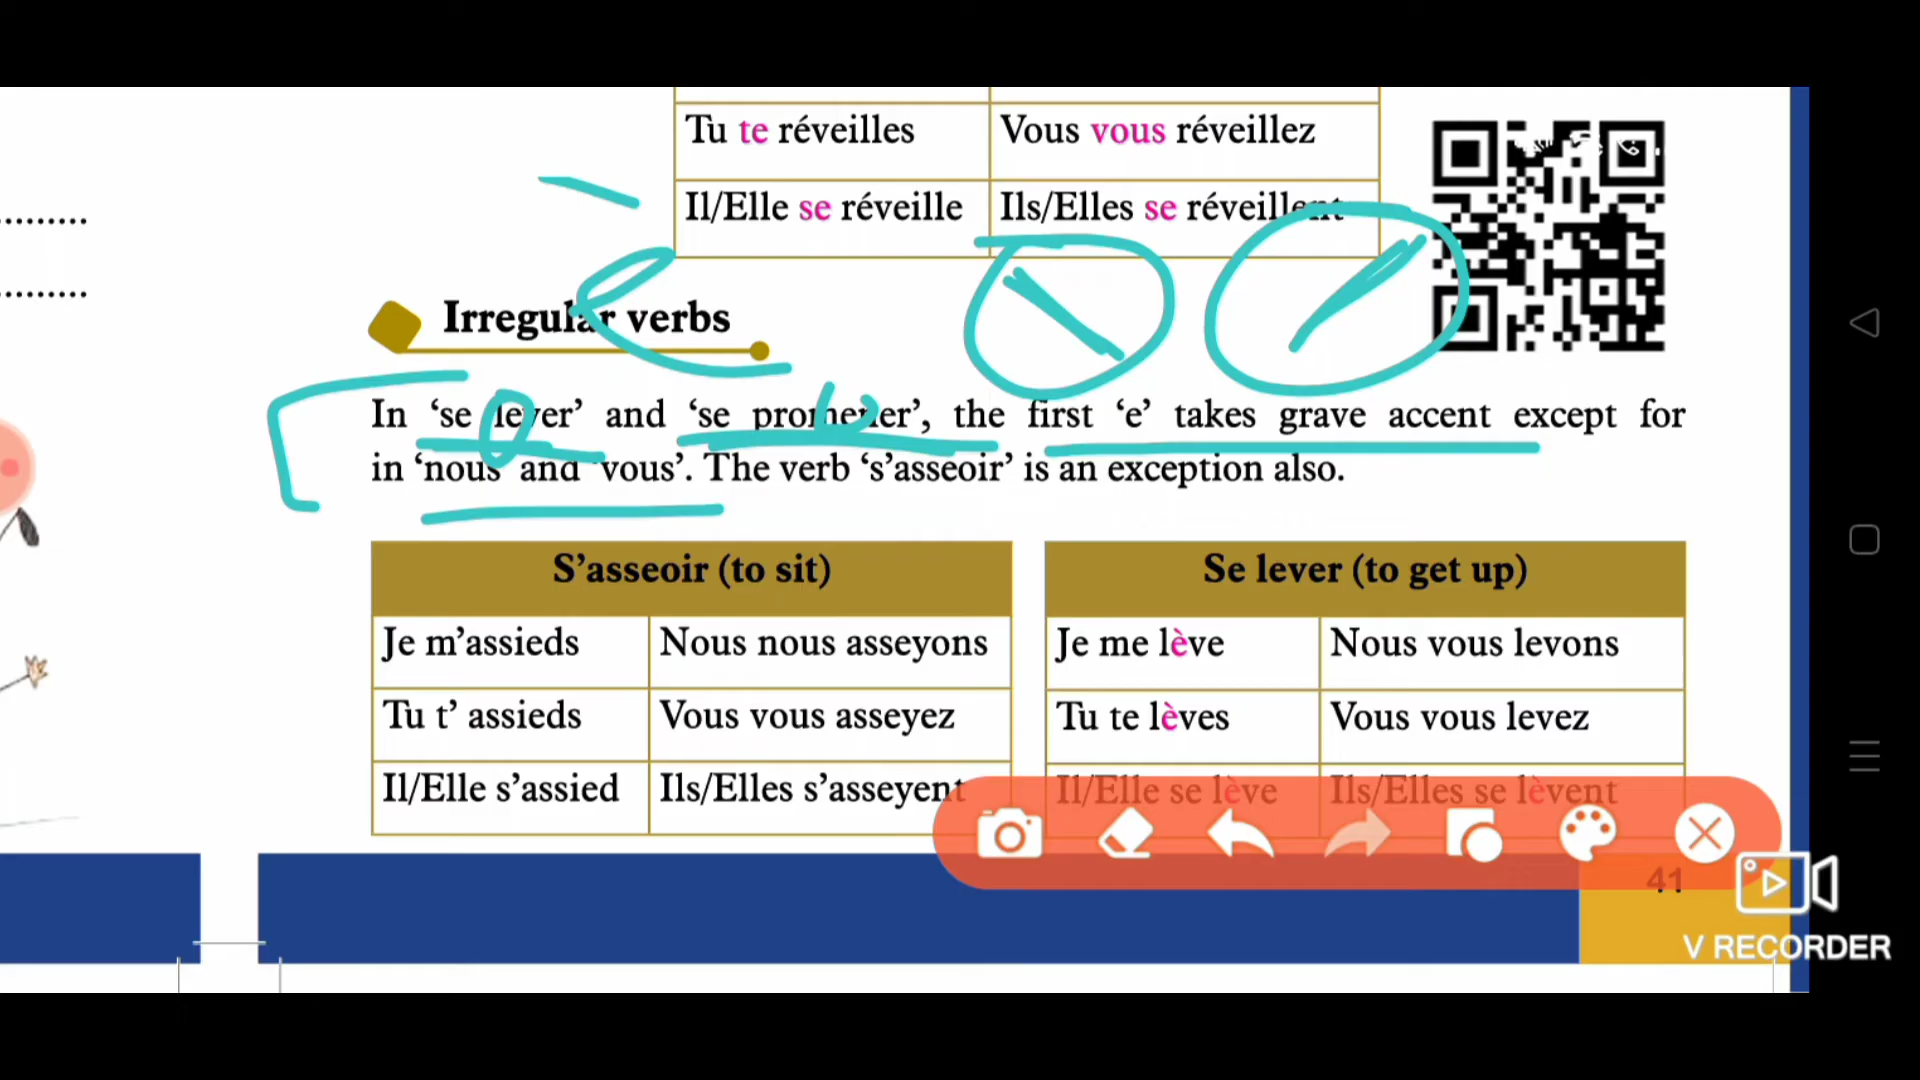 Tu te réveilles
Vous vous réveillez
Il/Elle se réveille
Ils/Elles se réveillent
Irregular verbs
In ‘se lever’ and ‘se promener’, the first ‘e’ takes grave accent except for
in ‘nous’ and ‘vous’. The verb ‘s’asseoir’ is an exception also.
S’asseoir (to sit)
Je m’assieds
Nous nous asseyons
Tu t’ assieds
Vous vous asseyez
Il/Elle s’assied
Ils/Elles s’asseyent
Se lever (to get up)
Je me lève
Nous vous levons
Tu te lèves
Vous vous levez
Il/Elle se lève
Ils/Elles se lèvent
41
V RECORDER